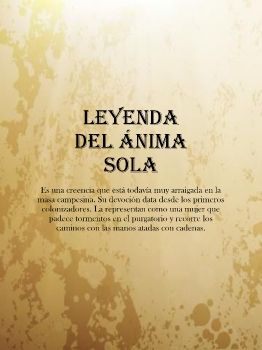 LEYENDA
DEL ÁNIMA
SOLA
Es una creencia que está todavía muy arraigada en la
masa campesina. Su devoción data desde los primeros
colonizadores. La representan como una mujer que
padece tormentos en el purgatorio y recorre los
caminos con las manos atadas con cadenas.